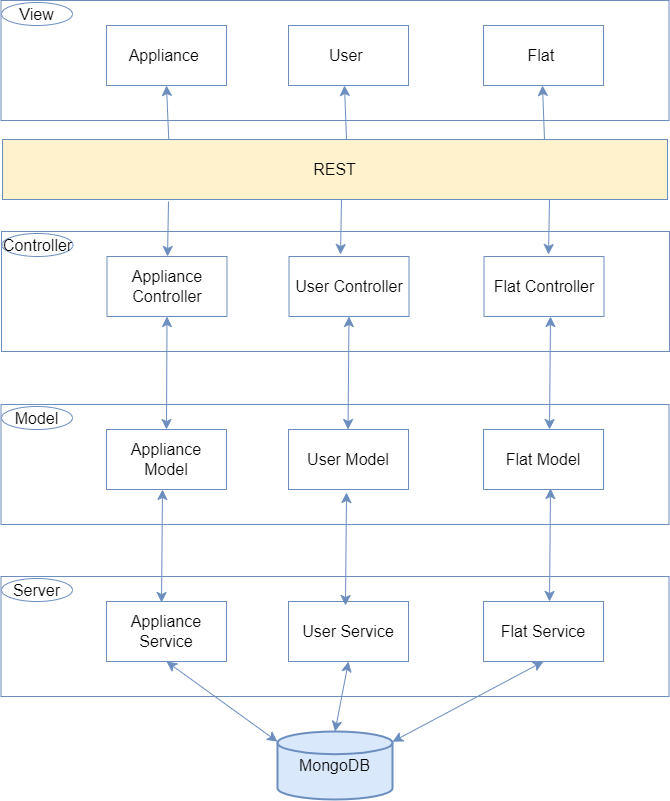 View
Appliance
User
Flat
REST
Controller
Appliance
Controller
User Controller
Flat Controller
Model
Appliance
Model
User Model
Flat Model
Server
Appliance
Service
User Service
Flat Service
MongoDB